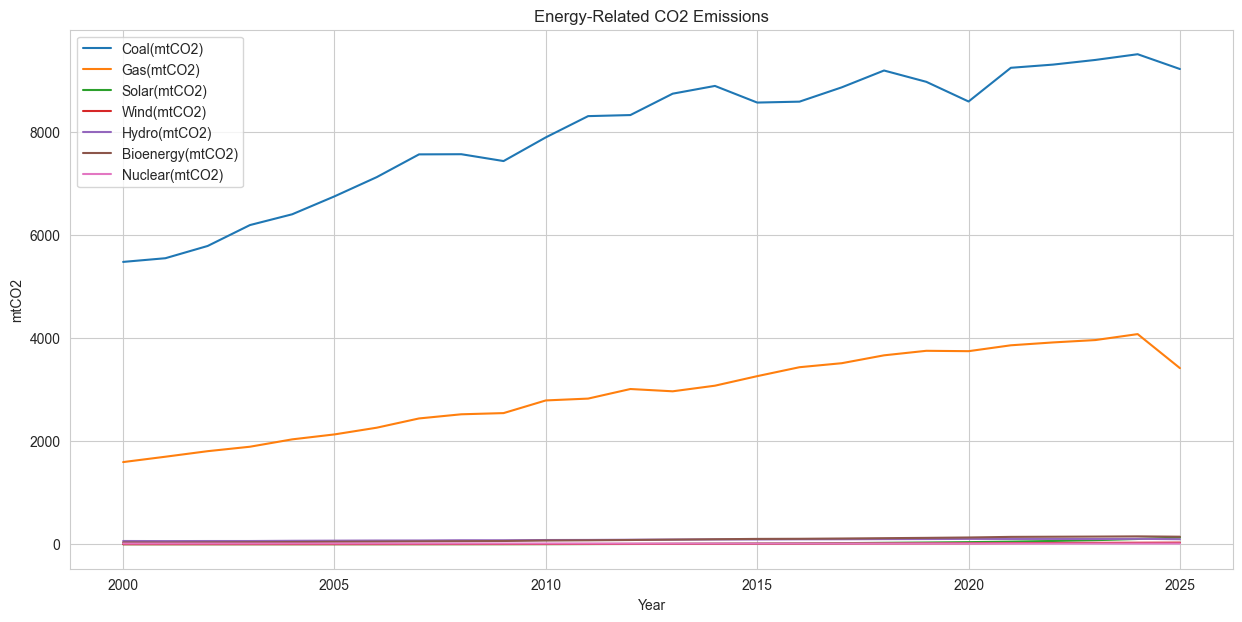 Energy-Related CO2 Emissions
Coal(mtCO2)
Gas(mtCO2)
Solar(mtCO2)
Wind(mtCO2)
Hydro(mtCO2)
Bioenergy(mtCO2)
Nuclear(mtCO2)
mtCO2
8000
6000
4000
2000
0
2000 2005 2010 2015 2020 2025
Year